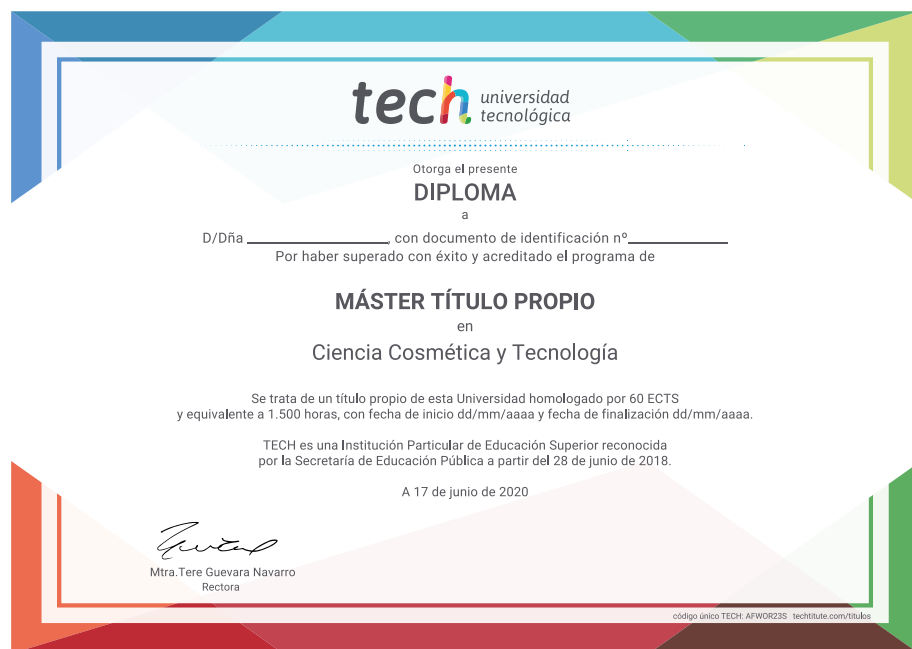 tech universidad
tecnológica
Otorga el presente
DIPLOMA
a
D/Dña ____________________, con documento de identificación nº______________
Por haber superado con éxito y acreditado el programa de
MÁSTER TÍTULO PROPIO
en
Ciencia Cosmética y Tecnología
Se trata de un título propio de esta Universidad homologado por 60 ECTS
y equivalente a 1.500 horas, con fecha de inicio dd/mm/aaaa y fecha de finalización dd/mm/aaaa.
TECH es una Institución Particular de Educación Superior reconocida
por la Secretaría de Educación Pública a partir del 28 de junio de 2018.
A 17 de junio de 2020
Mtra.Tere Guevara Navarro
Rectora
código único TECH: AFWOR23S techtitute.com/titulos